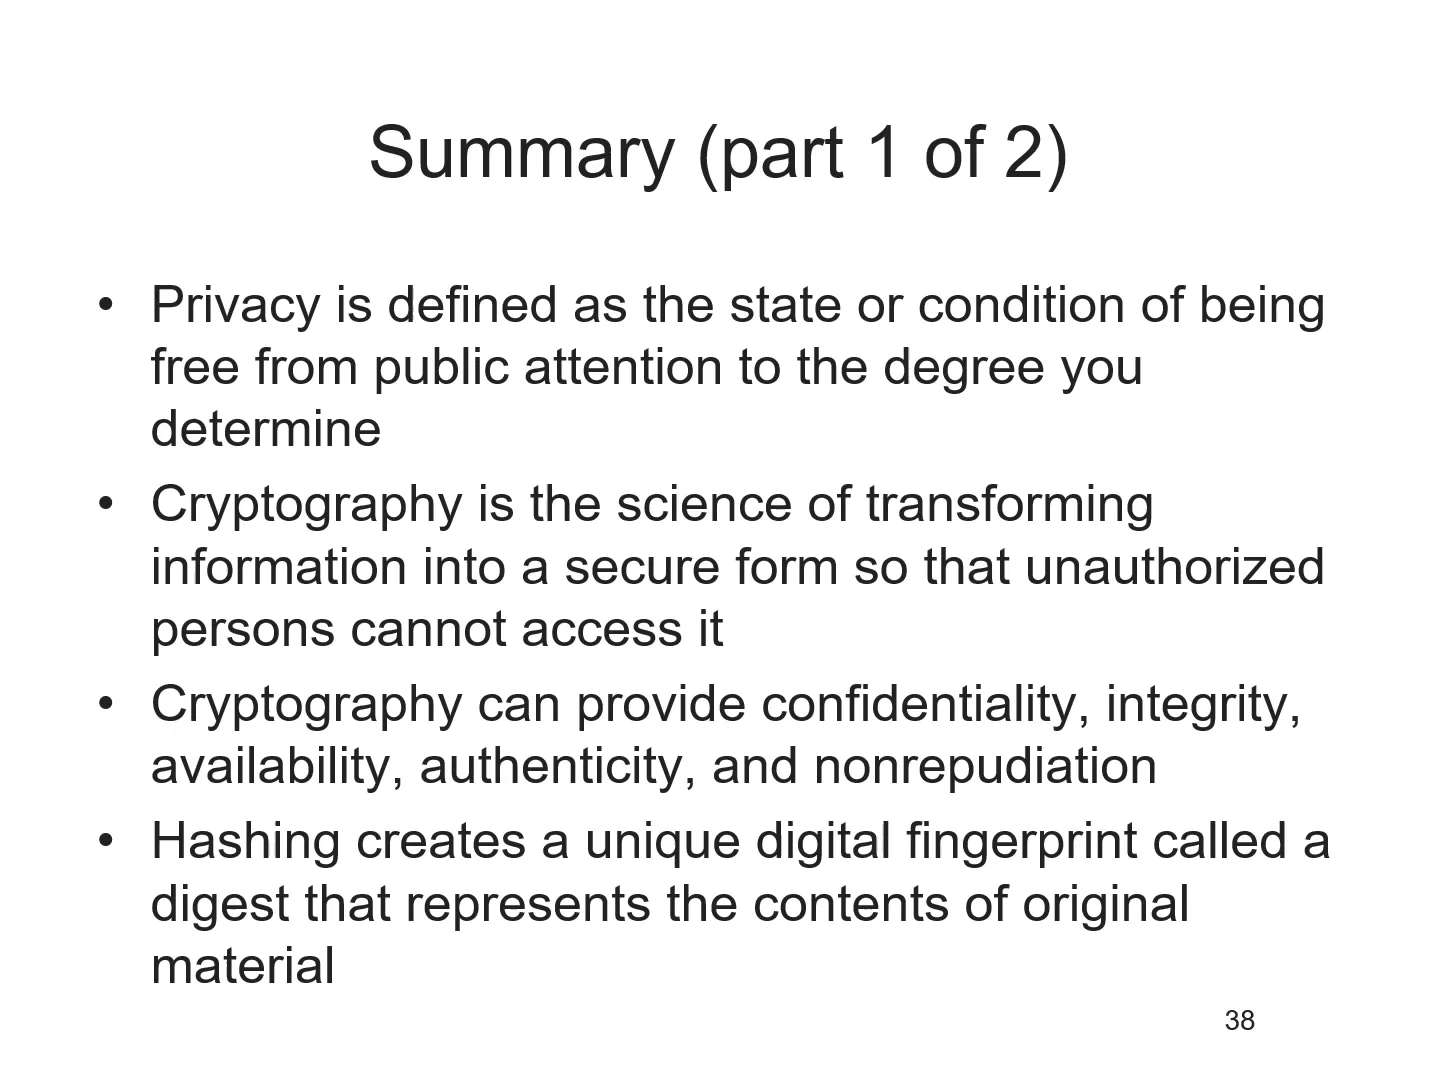 Summary (part 1 of 2)
• Privacy is defined as the state or condition of being
free from public attention to the degree you
determine
• Cryptography is the science of transforming
information into a secure form so that unauthorized
persons cannot access it
• Cryptography can provide confidentiality, integrity,
availability, authenticity, and nonrepudiation
• Hashing creates a unique digital fingerprint called a
digest that represents the contents of original
material
38